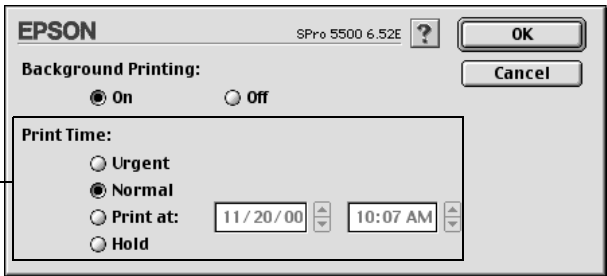 EPSON SPro 5500 6.52E ? OK
Background Printing: Cancel
On Off
Print Time:
Urgent
Normal
Print at: 11/20/00 10:07 AM
Hold